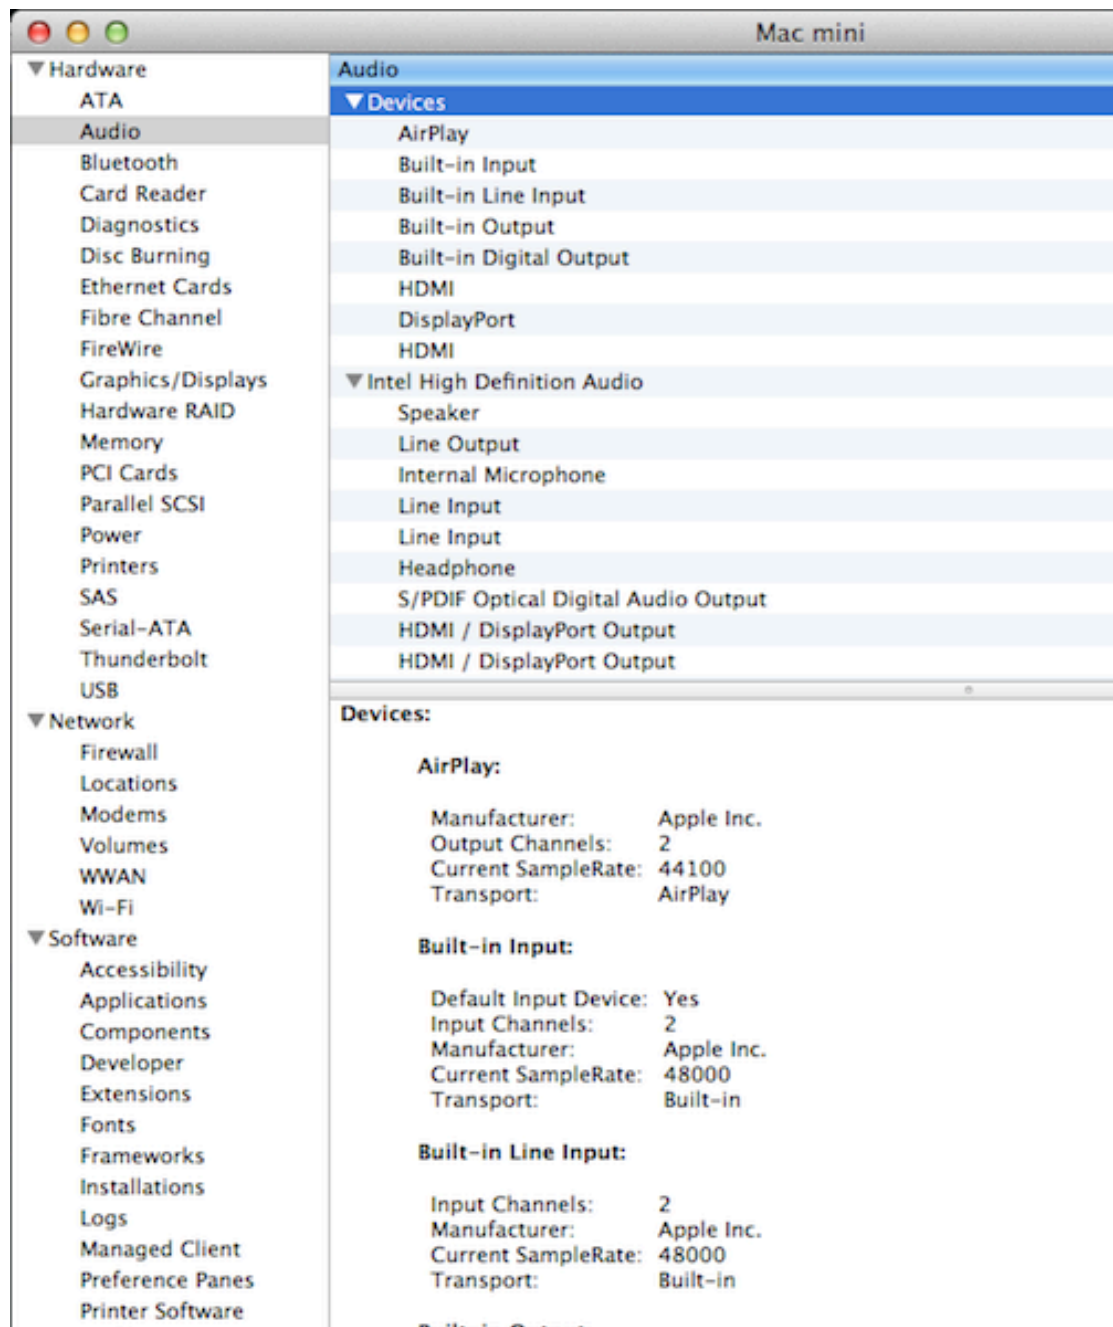 Mac mini
Hardware
ATA
Audio
Bluetooth
Card Reader
Diagnostics
Disc Burning
Ethernet Cards
Fibre Channel
FireWire
Graphics/Displays
Hardware RAID
Memory
PCI Cards
Parallel SCSI
Power
Printers
SAS
Serial-ATA
Thunderbolt
USB
Network
Firewall
Locations
Modems
Volumes
WWAN
Wi-Fi
Software
Accessibility
Applications
Components
Developer
Extensions
Fonts
Frameworks
Installations
Logs
Managed Client
Preference Panes
Printer Software
Audio
Devices
AirPlay
Built-in Input
Built-in Line Input
Built-in Output
Built-in Digital Output
HDMI
DisplayPort
HDMI
Intel High Definition Audio
Speaker
Line Output
Internal Microphone
Line Input
Line Input
Headphone
S/PDIF Optical Digital Audio Output
HDMI / DisplayPort Output
HDMI / DisplayPort Output
Devices:
AirPlay:
Manufacturer: Apple Inc.
Output Channels: 2
Current SampleRate: 44100
Transport: AirPlay
Built-in Input:
Default Input Device: Yes
Input Channels: 2
Manufacturer: Apple Inc.
Current SampleRate: 48000
Transport: Built-in
Built-in Line Input:
Input Channels: 2
Manufacturer: Apple Inc.
Current SampleRate: 48000
Transport: Built-in